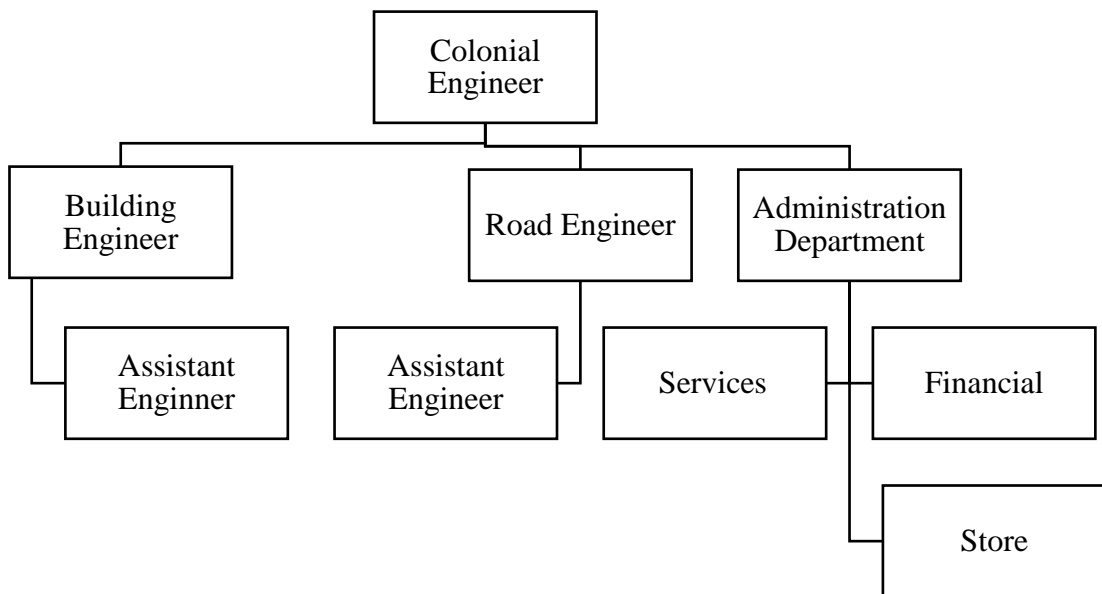 Colonial
Engineer
Building
Engineer
Road Engineer
Administration
Department
Assistant
Enginner
Assistant
Engineer
Services
Financial
Store